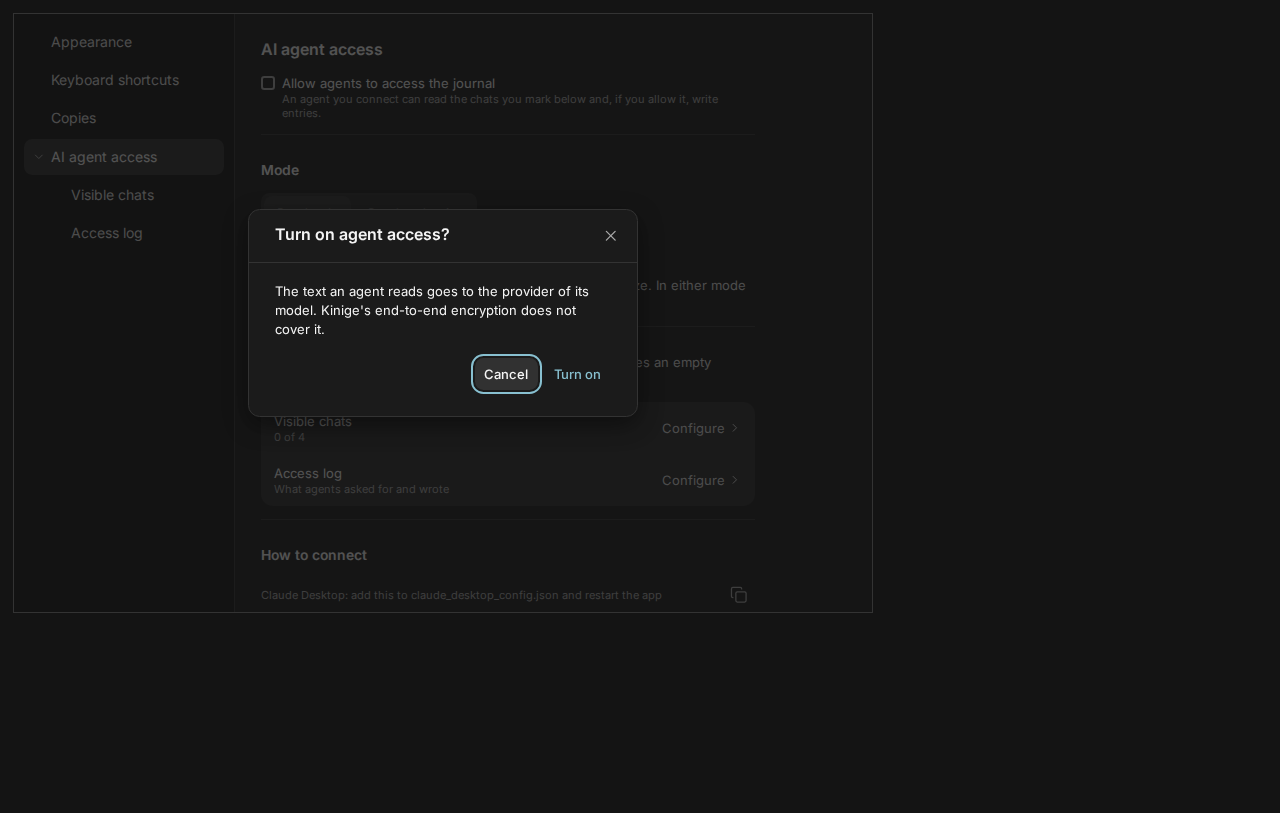 Appearance
Keyboard shortcuts
Copies
AI agent access
Visible chats
Access log
AI agent access
Allow agents to access the journal
An agent you connect can read the chats you mark below and, if you allow it, write
entries.
Mode
Turn on agent access?
The text an agent reads goes to the provider of its
model. Kinige's end-to-end encryption does not
cover it.
Cancel
Turn on
In either mode
an empty
Visible chats
0 of 4
Configure
Access log
What agents asked for and wrote
Configure
How to connect
Claude Desktop: add this to claude_desktop_config.json and restart the app